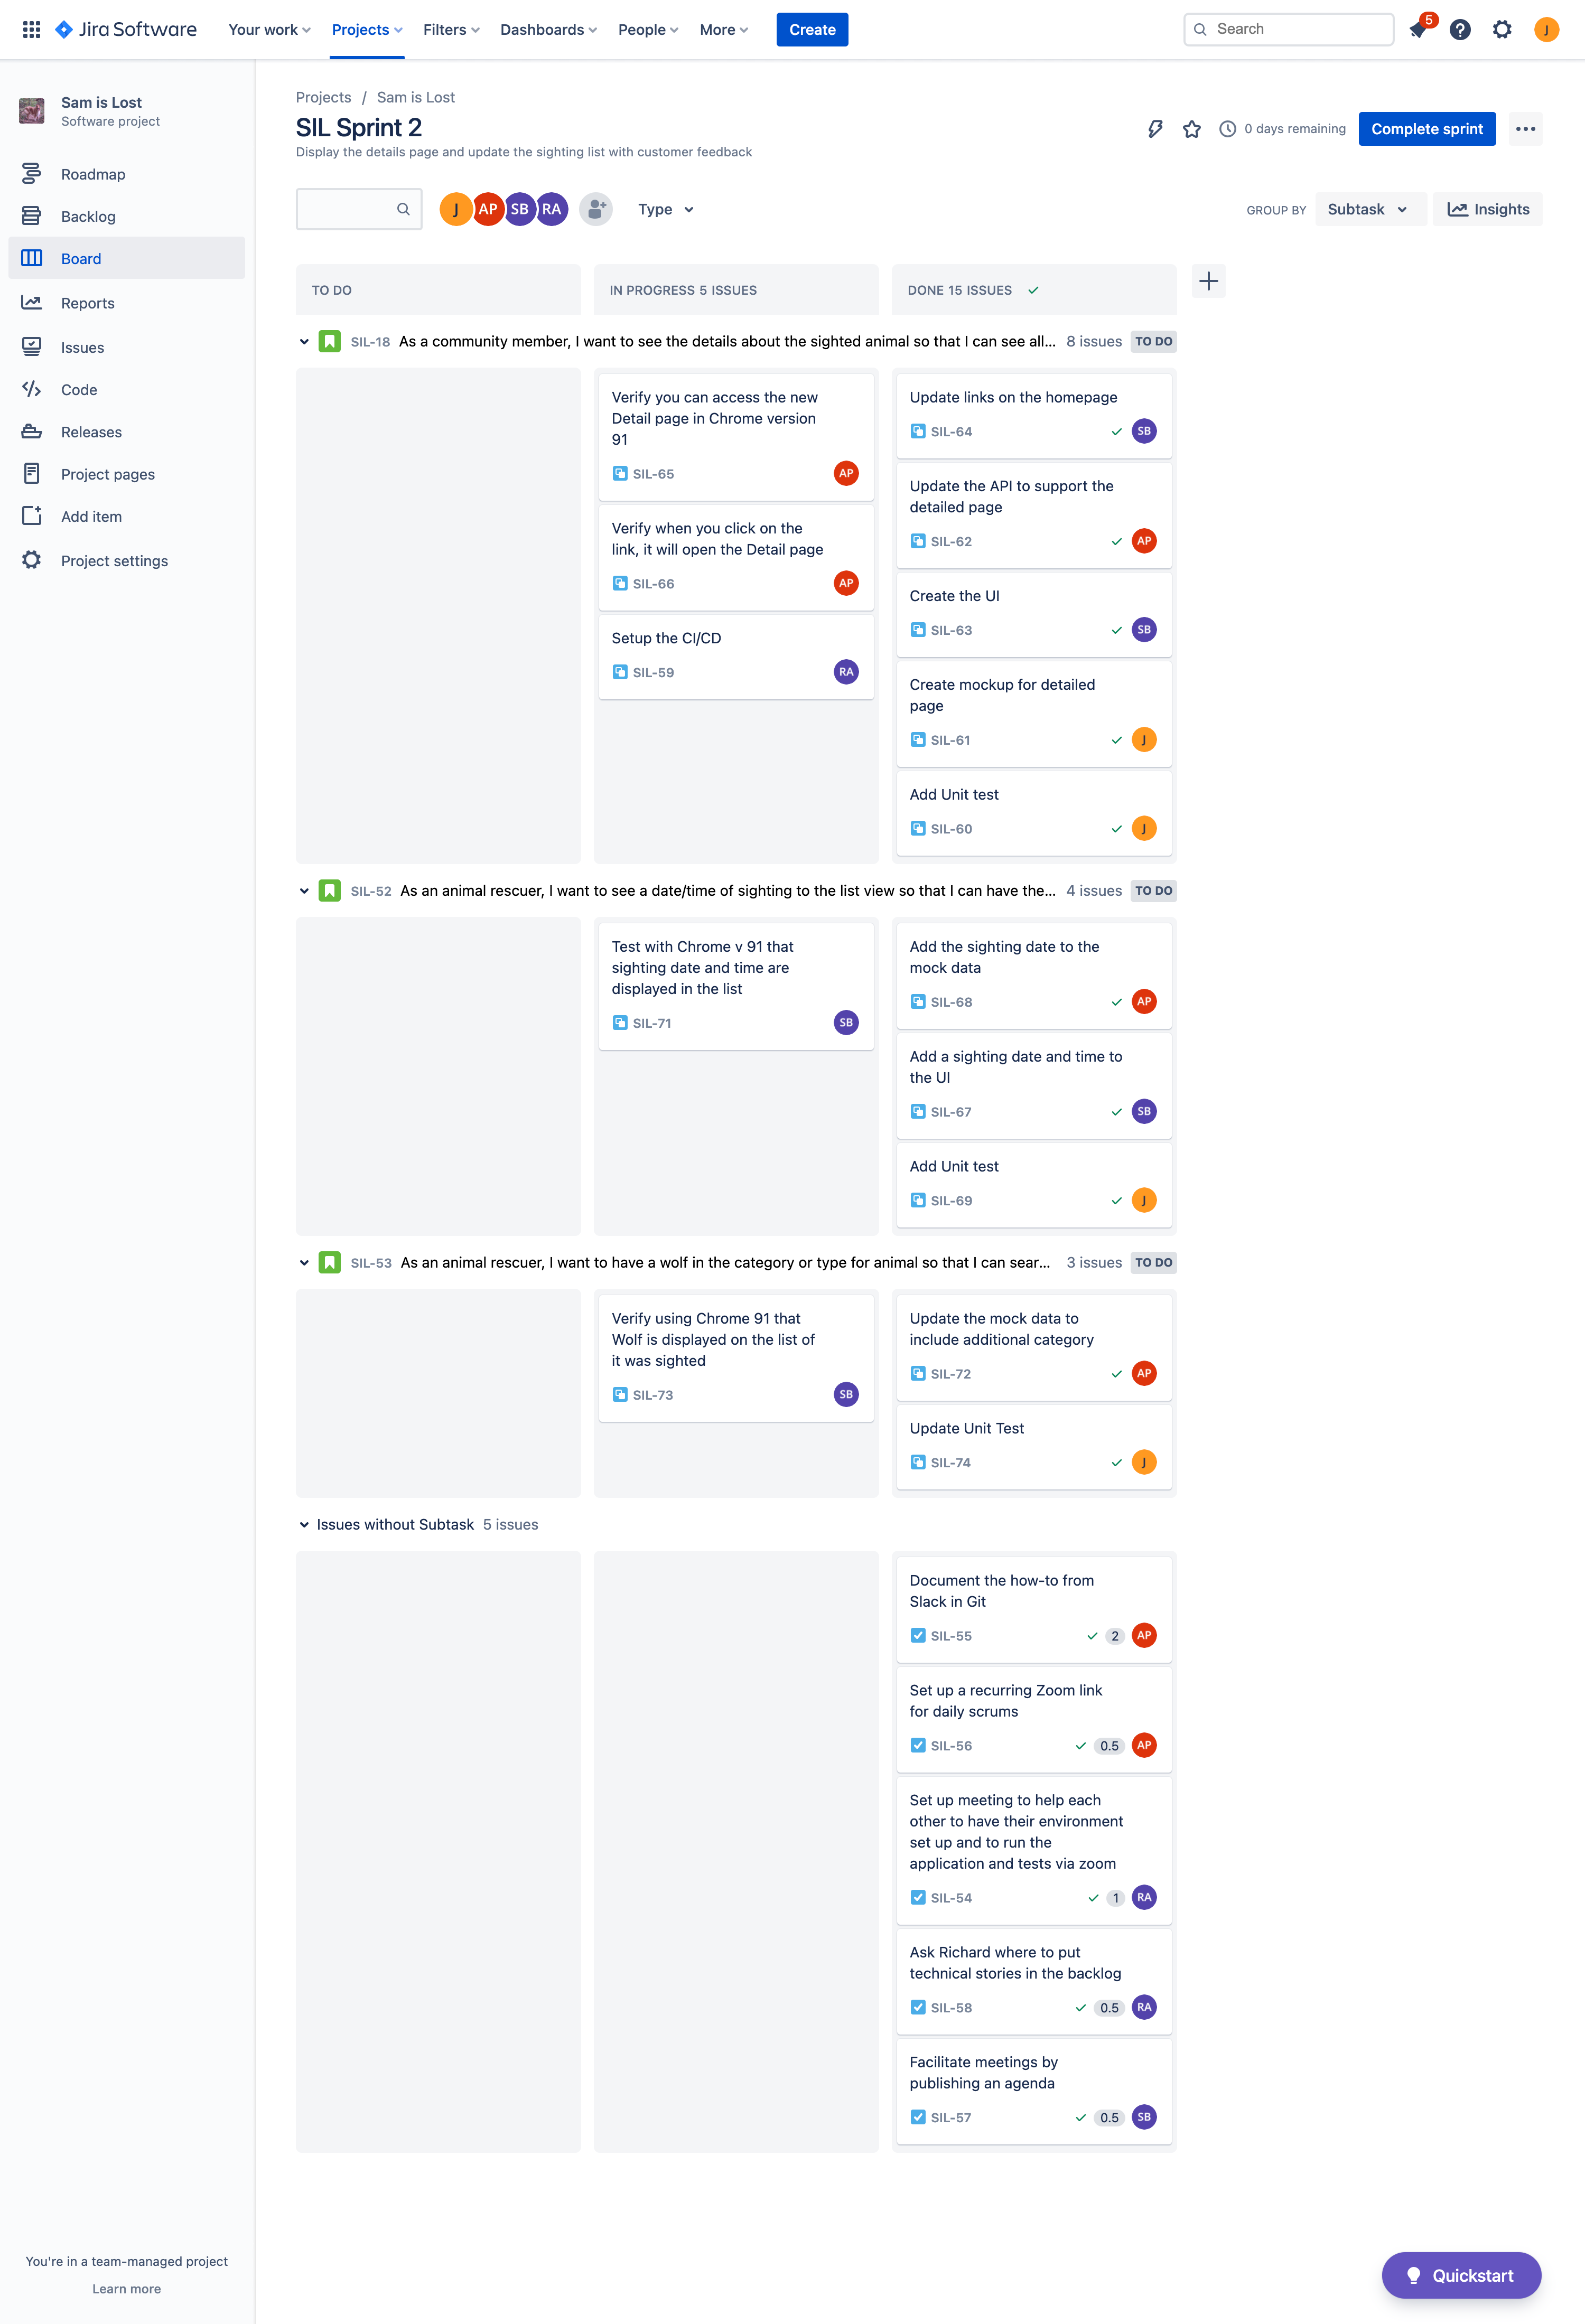 Jira Software
Your work
Projects
Filters
Dashboards
People
More
Create
Search
5
J
Sam is Lost
Software project
Roadmap
Backlog
Board
Reports
Issues
Code
Releases
Project pages
Add item
Project settings
You're in a team-managed project
Learn more
Projects / Sam is Lost
SIL Sprint 2
Display the details page and update the sighting list with customer feedback
0 days remaining
Complete sprint
J AP SB RA
Type
GROUP BY Subtask
Insights
TO DO
IN PROGRESS 5 ISSUES
DONE 15 ISSUES
SIL-18 As a community member, I want to see the details about the sighted animal so that I can see all... 8 issues TO DO
Verify you can access the new
Detail page in Chrome version
91
SIL-65 AP
Verify when you click on the
link, it will open the Detail page
SIL-66 AP
Setup the CI/CD
SIL-59 RA
Update links on the homepage
SIL-64 SB
Update the API to support the
detailed page
SIL-62 AP
Create the UI
SIL-63 SB
Create mockup for detailed
page
SIL-61 J
Add Unit test
SIL-60 J
SIL-52 As an animal rescuer, I want to see a date/time of sighting to the list view so that I can have the... 4 issues TO DO
Test with Chrome v 91 that
sighting date and time are
displayed in the list
SIL-71 SB
Add the sighting date to the
mock data
SIL-68 AP
Add a sighting date and time to
the UI
SIL-67 SB
Add Unit test
SIL-69 J
SIL-53 As an animal rescuer, I want to have a wolf in the category or type for animal so that I can sear... 3 issues TO DO
Verify using Chrome 91 that
Wolf is displayed on the list of
it was sighted
SIL-73 SB
Update the mock data to
include additional category
SIL-72 AP
Update Unit Test
SIL-74 J
Issues without Subtask 5 issues
Document the how-to from
Slack in Git
SIL-55 2 AP
Set up a recurring Zoom link
for daily scrums
SIL-56 0.5 AP
Set up meeting to help each
other to have their environment
set up and to run the
application and tests via zoom
SIL-54 1 RA
Ask Richard where to put
technical stories in the backlog
SIL-58 0.5 RA
Facilitate meetings by
publishing an agenda
SIL-57 0.5 SB
Quickstart